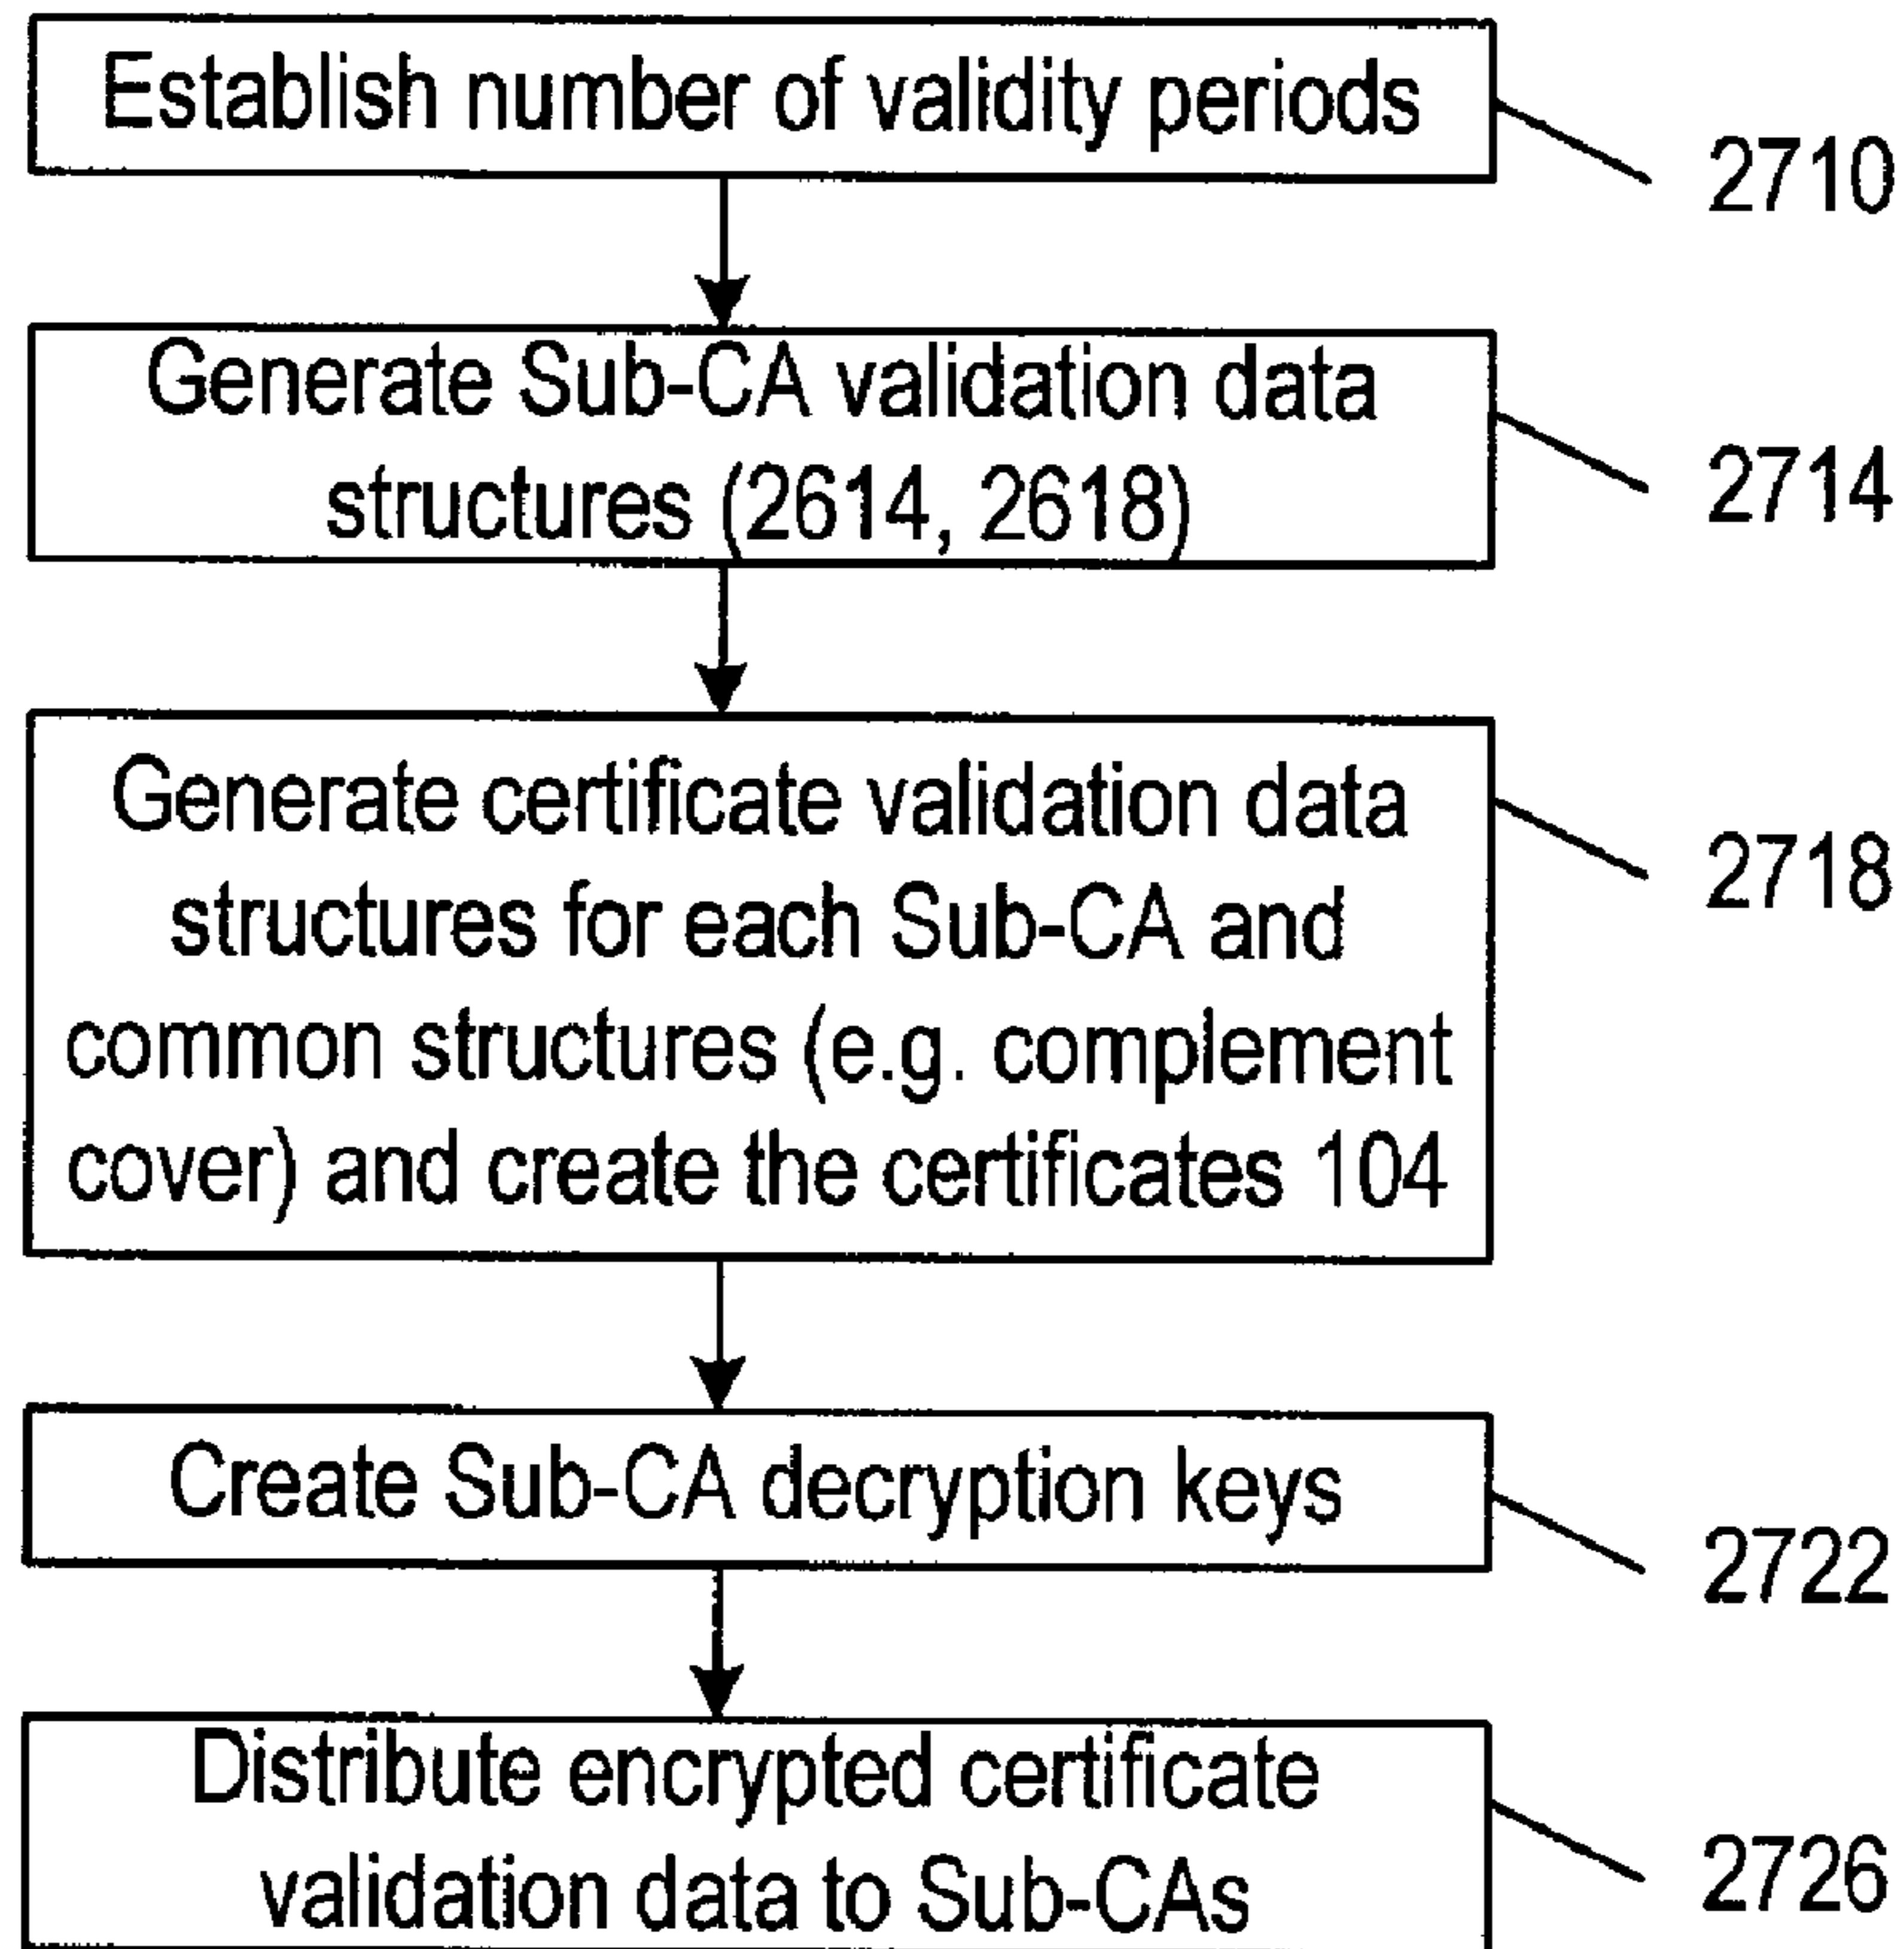 Establish number of validity periods
2710
Generate Sub-CA validation data
structures (2614, 2618)
2714
Generate certificate validation data
structures for each Sub-CA and
common structures (e.g. complement
cover) and create the certificates 104
2718
Create Sub-CA decryption keys
2722
Distribute encrypted certificate
validation data to Sub-CAs
2726